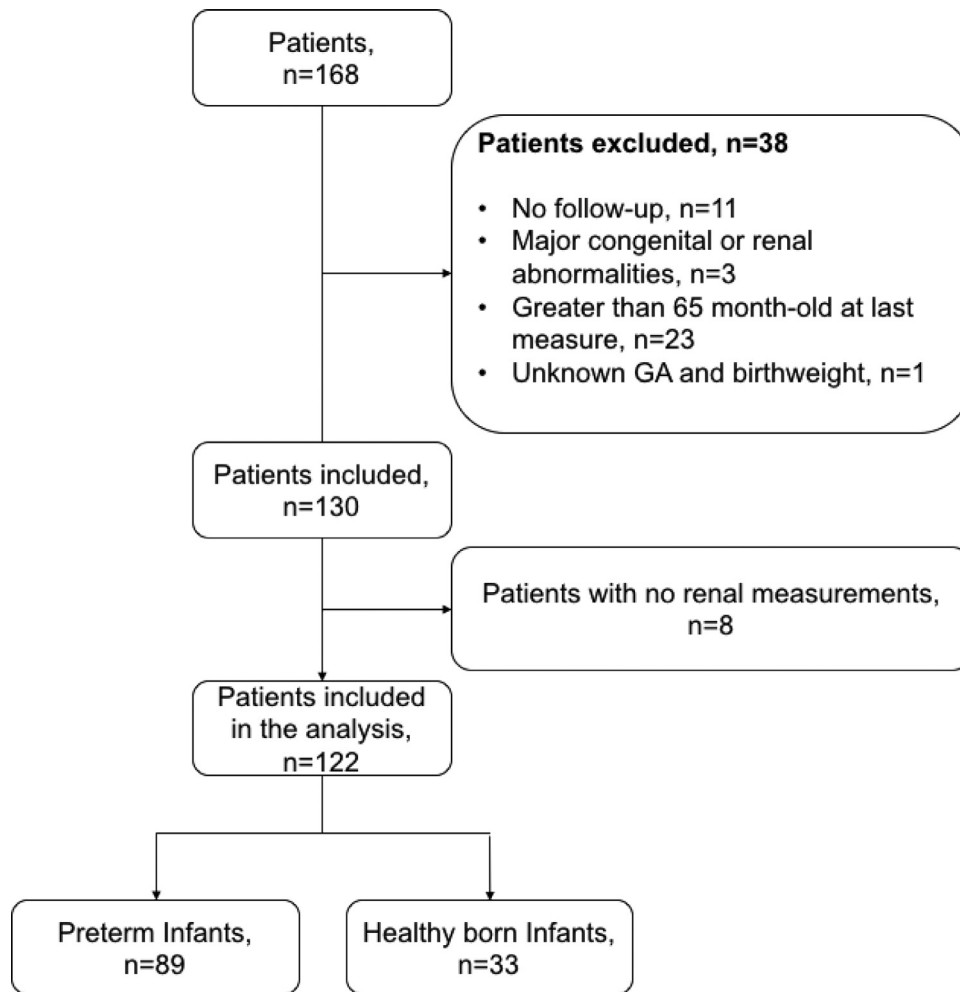 Patients,
n=168
Patients excluded, n=38
• No follow-up, n=11
• Major congenital or renal
abnormalities, n=3
• Greater than 65 month-old at last
measure, n=23
• Unknown GA and birthweight, n=1
Patients included,
n=130
Patients with no renal measurements,
n=8
Patients included
in the analysis,
n=122
Preterm Infants,
n=89
Healthy born Infants,
n=33